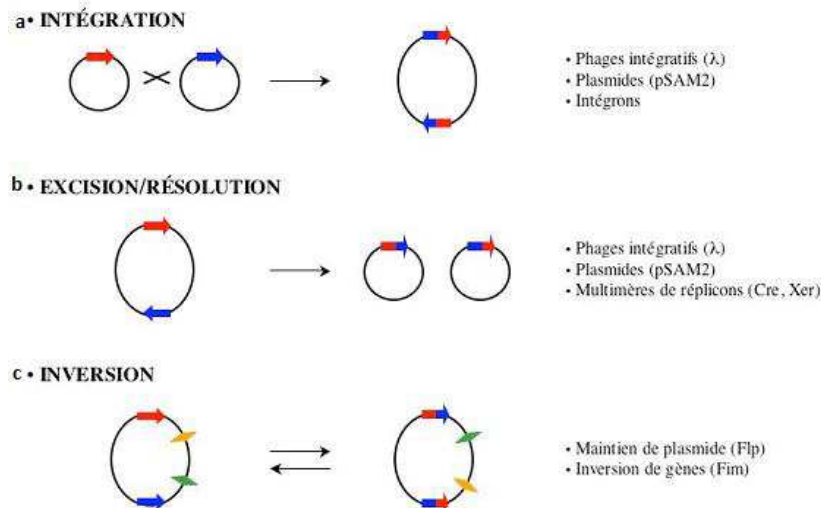 a • INTÉGRATION
• Phages intégratifs (λ)
• Plasmides (pSAM2)
• Intégrons
b • EXCISION/RÉSOLUTION
• Phages intégratifs (λ)
• Plasmides (pSAM2)
• Multimères de réplicons (Cre, Xer)
c • INVERSION
• Maintien de plasmide (Flp)
• Inversion de gènes (Fim)